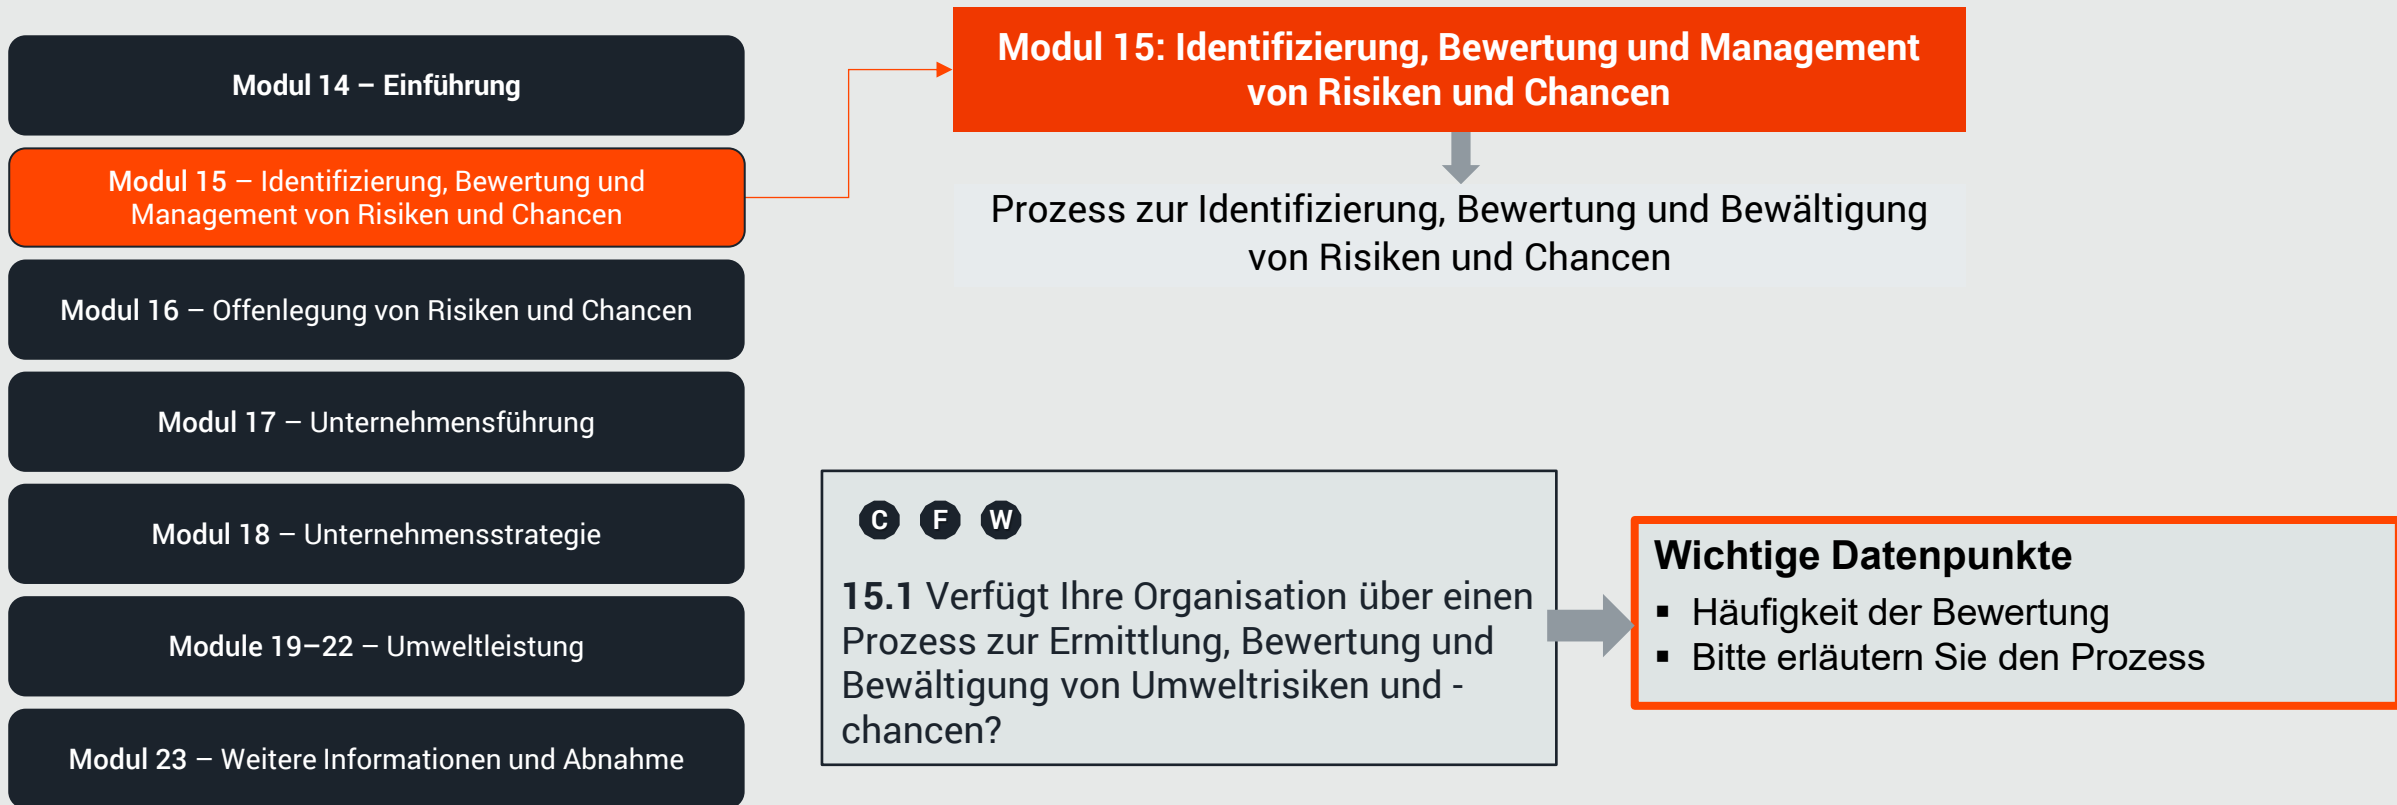 Modul 14 – Einführung
Modul 15 – Identifizierung, Bewertung und
Management von Risiken und Chancen
Modul 16 – Offenlegung von Risiken und Chancen
Modul 17 – Unternehmensführung
Modul 18 – Unternehmensstrategie
Module 19–22 – Umweltleistung
Modul 23 – Weitere Informationen und Abnahme
Modul 15: Identifizierung, Bewertung und Management
von Risiken und Chancen
Prozess zur Identifizierung, Bewertung und Bewältigung
von Risiken und Chancen
C F W
15.1 Verfügt Ihre Organisation über einen
Prozess zur Ermittlung, Bewertung und
Bewältigung von Umweltrisiken und -
chancen?
Wichtige Datenpunkte
▪ Häufigkeit der Bewertung
▪ Bitte erläutern Sie den Prozess